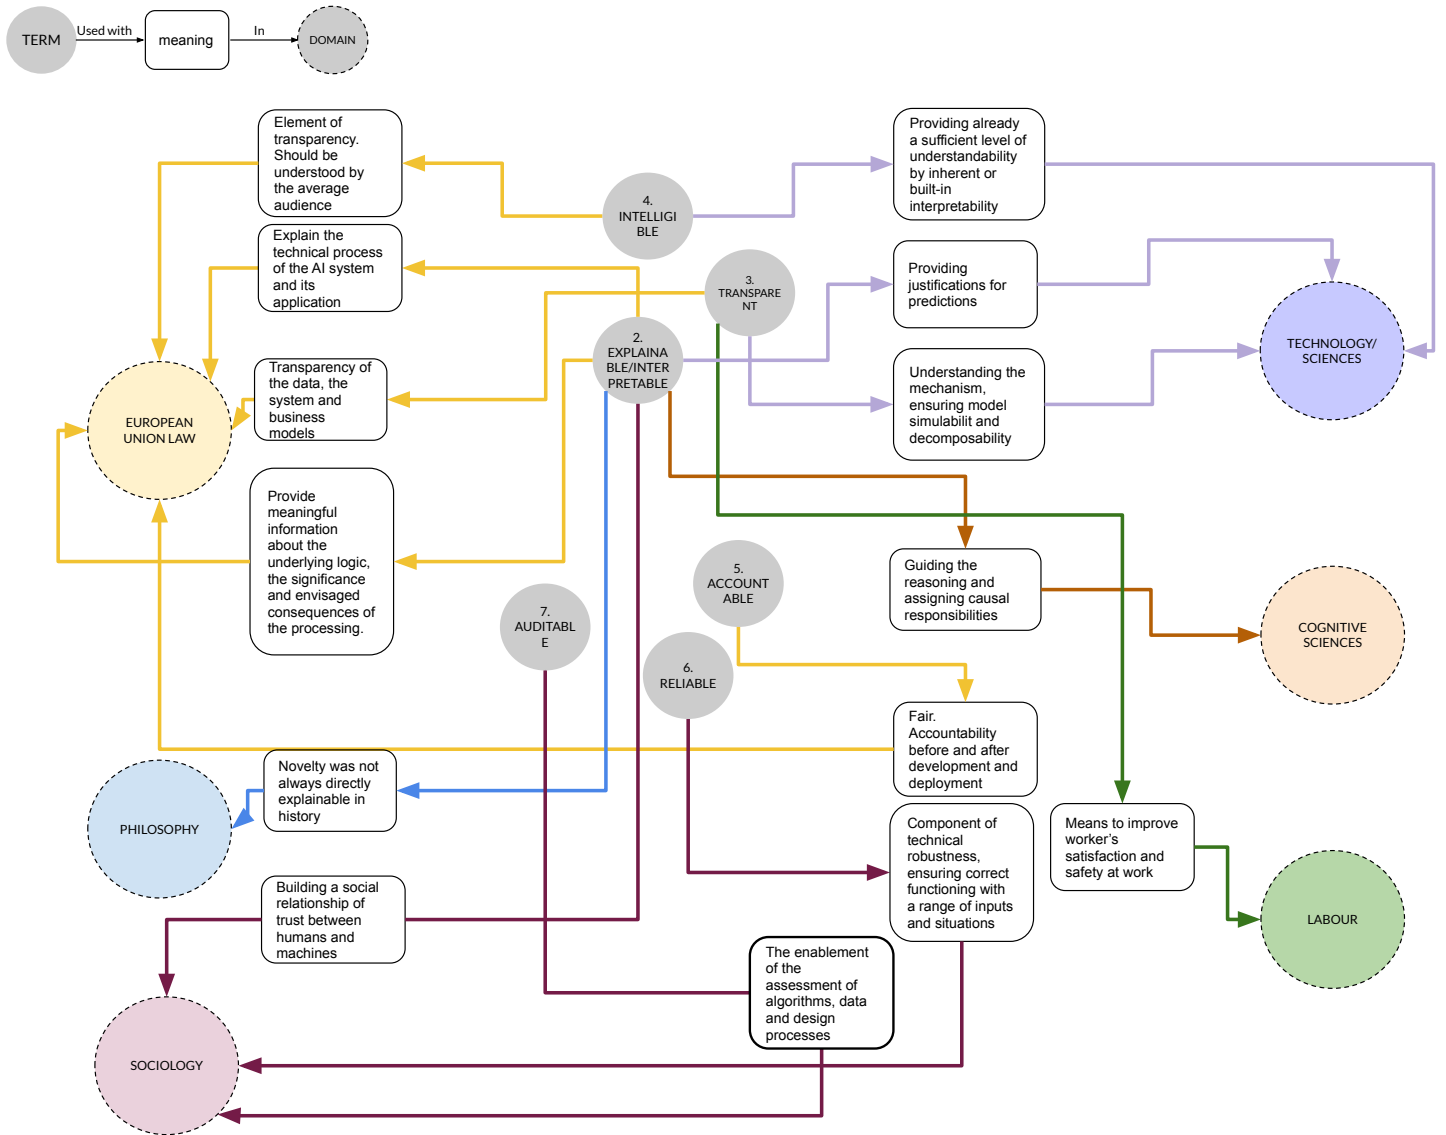 TERM
Used with
meaning
In
DOMAIN
Element of
transparency.
Should be
understood by
the average
audience
4.
INTELLIGI
BLE
Providing already
a sufficient level of
understandability
by inherent or
built-in
interpretability
Explain the
technical process
of the AI system
and its
application
3.
TRANSPARE
NT
Providing
justifications for
predictions
2.
EXPLAINA
BLE/INTER
PRETABLE
TECHNOLOGY/
SCIENCES
Transparency of
the data, the
system and
business
models
Understanding the
mechanism,
ensuring model
simulabilit and
decomposability
EUROPEAN
UNION LAW
Provide
meaningful
information
about the
underlying logic,
the significance
and envisaged
consequences of
the processing.
5.
ACCOUNT
ABLE
Guiding the
reasoning and
assigning causal
responsibilities
7.
AUDITABL
E
COGNITIVE
SCIENCES
6.
RELIABLE
Fair.
Accountability
before and after
development and
deployment
Novelty was not
always directly
explainable in
history
PHILOSOPHY
Component of
technical
robustness,
ensuring correct
functioning with
a range of inputs
and situations
Means to improve
worker's
satisfaction and
safety at work
Building a social
relationship of
trust between
humans and
machines
LABOUR
The enablement
of the
assessment of
algorithms, data
and design
processes
SOCIOLOGY